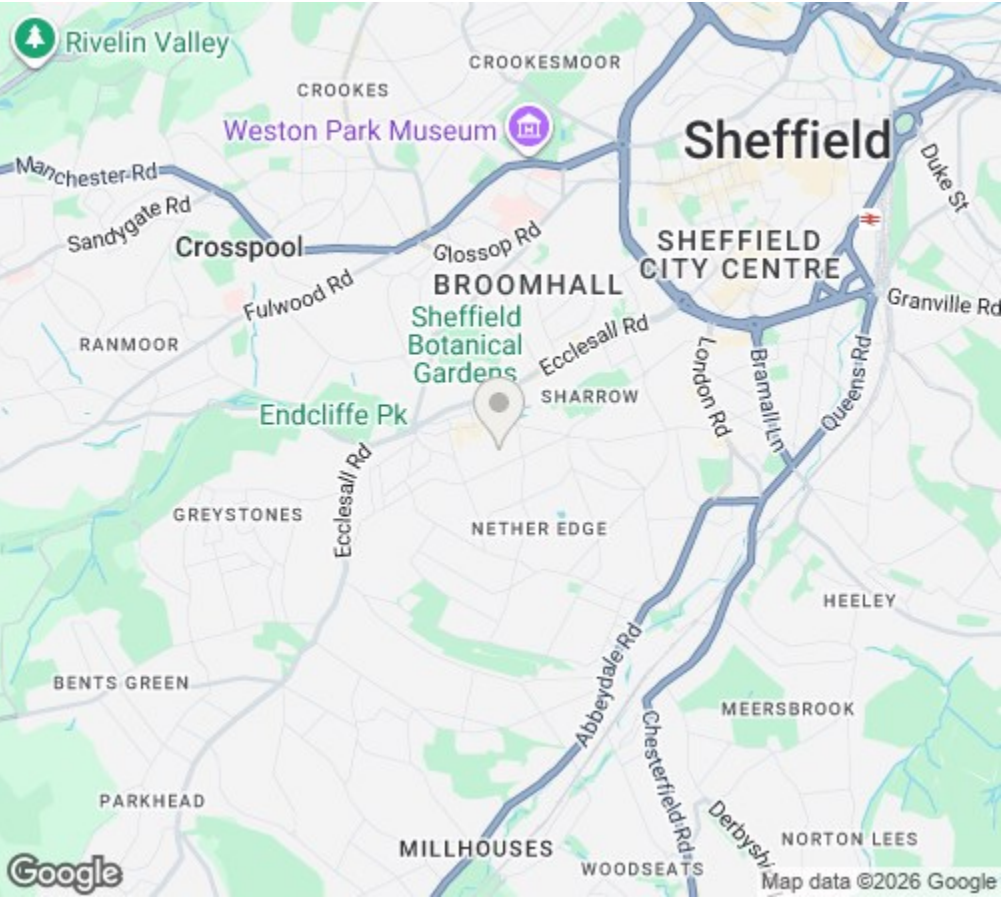 Rivelin Valley
CROOKES
CROOKESMOOR
Weston Park Museum
Sheffield
Duke St
Manchester Rd
Sandygate Rd
Crosspool
Glossop Rd
SHEFFIELD
CITY CENTRE
Fulwood Rd
BROOMHALL
Granville Rd
RANMOOR
Sheffield
Botanical
Gardens
Ecclesall Rd
London Rd
Bramall Ln
Queens Rd
SHARROW
Endcliffe Pk
Ecclesall Rd
GREYSTONES
NETHER EDGE
HEELEY
Abbeydale Rd
BENTS GREEN
MEERSBROOK
Chesterfield Rd
PARKHEAD
Derbyshi
MILLHOUSES
NORTON LEES
WOODSEATS
Google
Map data ©2026 Google